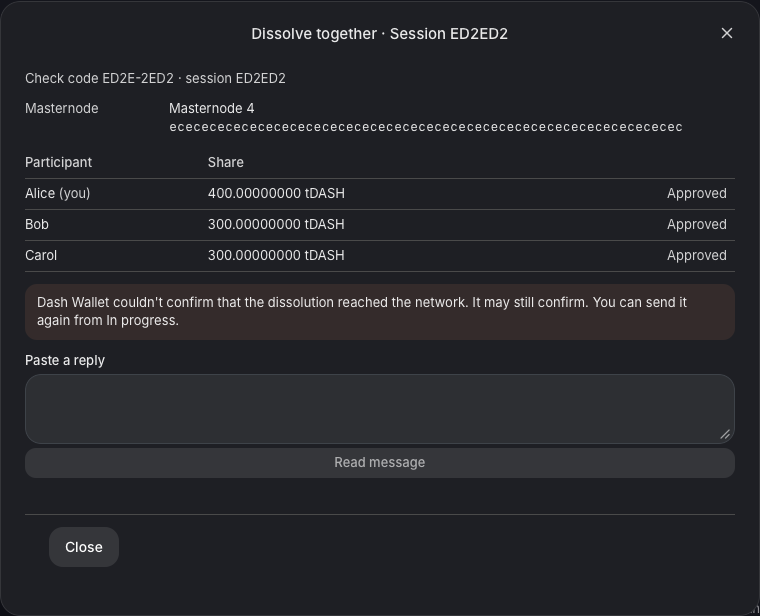 Dissolve together · Session ED2ED2
Check code ED2E-2ED2 · session ED2ED2
Masternode Masternode 4
ecececececececececececececececececececececececececececececececec
Participant Share
Alice (you) 400.00000000 tDASH Approved
Bob 300.00000000 tDASH Approved
Carol 300.00000000 tDASH Approved
Dash Wallet couldn't confirm that the dissolution reached the network. It may still confirm. You can send it
again from In progress.
Paste a reply
Read message
Close